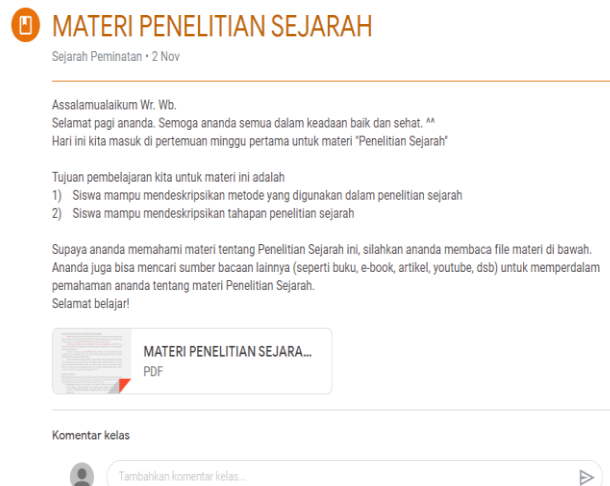 MATERI PENELITIAN SEJARAH
Sejarah Peminatan • 2 Nov
Assalamualaikum Wr. Wb.
Selamat pagi ananda. Semoga ananda semua dalam keadaan baik dan sehat. ^^
Hari ini kita masuk di pertemuan minggu pertama untuk materi "Penelitian Sejarah"
Tujuan pembelajaran kita untuk materi ini adalah
1) Siswa mampu mendeskripsikan metode yang digunakan dalam penelitian sejarah
2) Siswa mampu mendeskripsikan tahapan penelitian sejarah
Supaya ananda memahami materi tentang Penelitian Sejarah ini, silahkan ananda membaca file materi di bawah.
Ananda juga bisa mencari sumber bacaan lainnya (seperti buku, e-book, artikel, youtube, dsb) untuk memperdalam
pemahaman ananda tentang materi Penelitian Sejarah.
Selamat belajar!
MATERI PENELITIAN SEJARA...
PDF
Komentar kelas
Tambahkan komentar kelas...